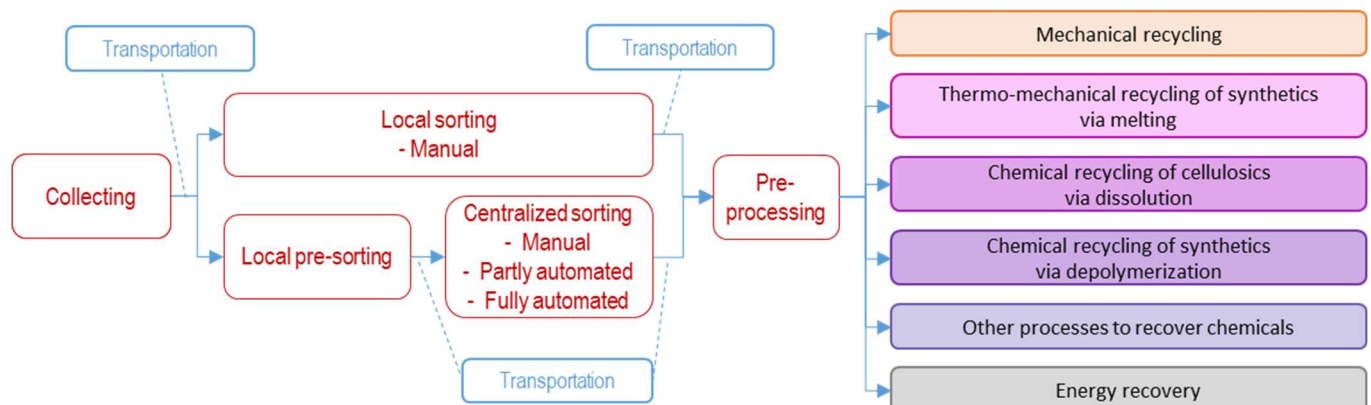 Transportation
Transportation
Mechanical recycling
Thermo-mechanical recycling of synthetics
via melting
Local sorting
- Manual
Collecting
Pre-
processing
Chemical recycling of cellulosics
via dissolution
Local pre-sorting
Centralized sorting
- Manual
- Partly automated
- Fully automated
Chemical recycling of synthetics
via depolymerization
Other processes to recover chemicals
Transportation
Energy recovery